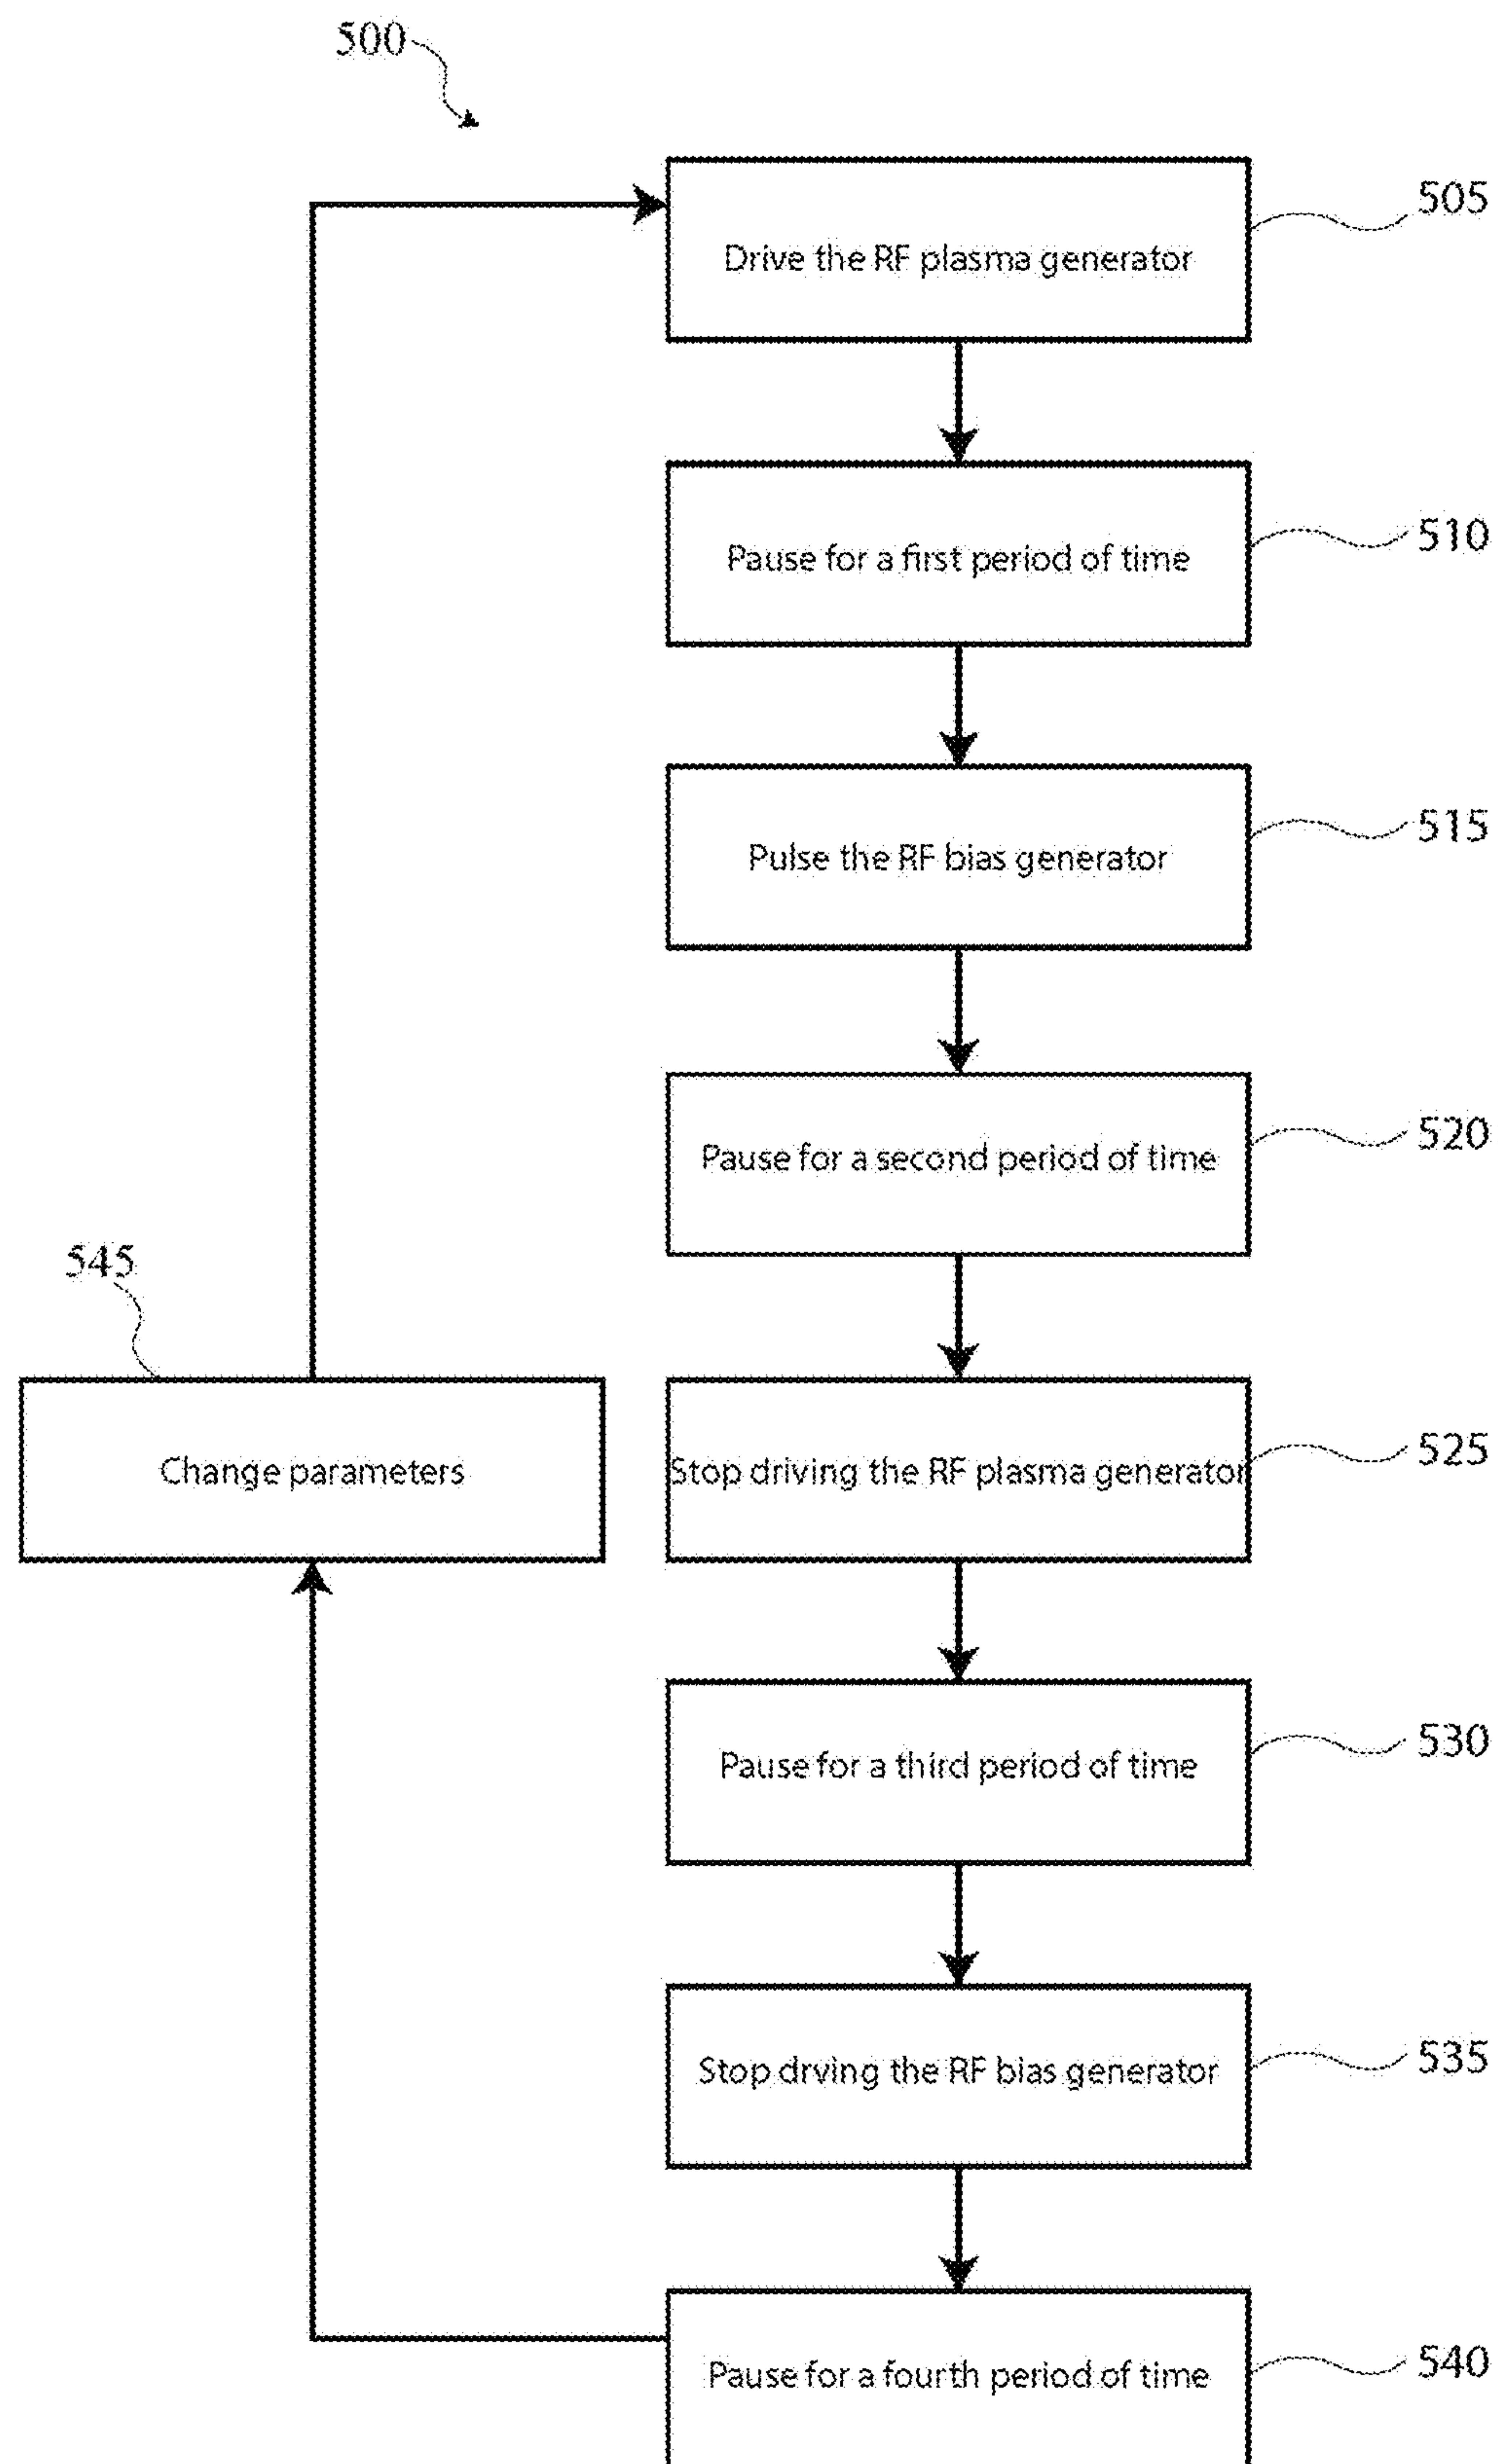 500
Drive the RF plasma generator
505
Pause for a first period of time
510
Pulse the RF bias generator
515
Pause for a second period of time
520
545
Change parameters
Stop driving the RF plasma generator
525
Pause for a third period of time
530
Stop drving the RF bias generator
535
Pause for a fourth period of time
540